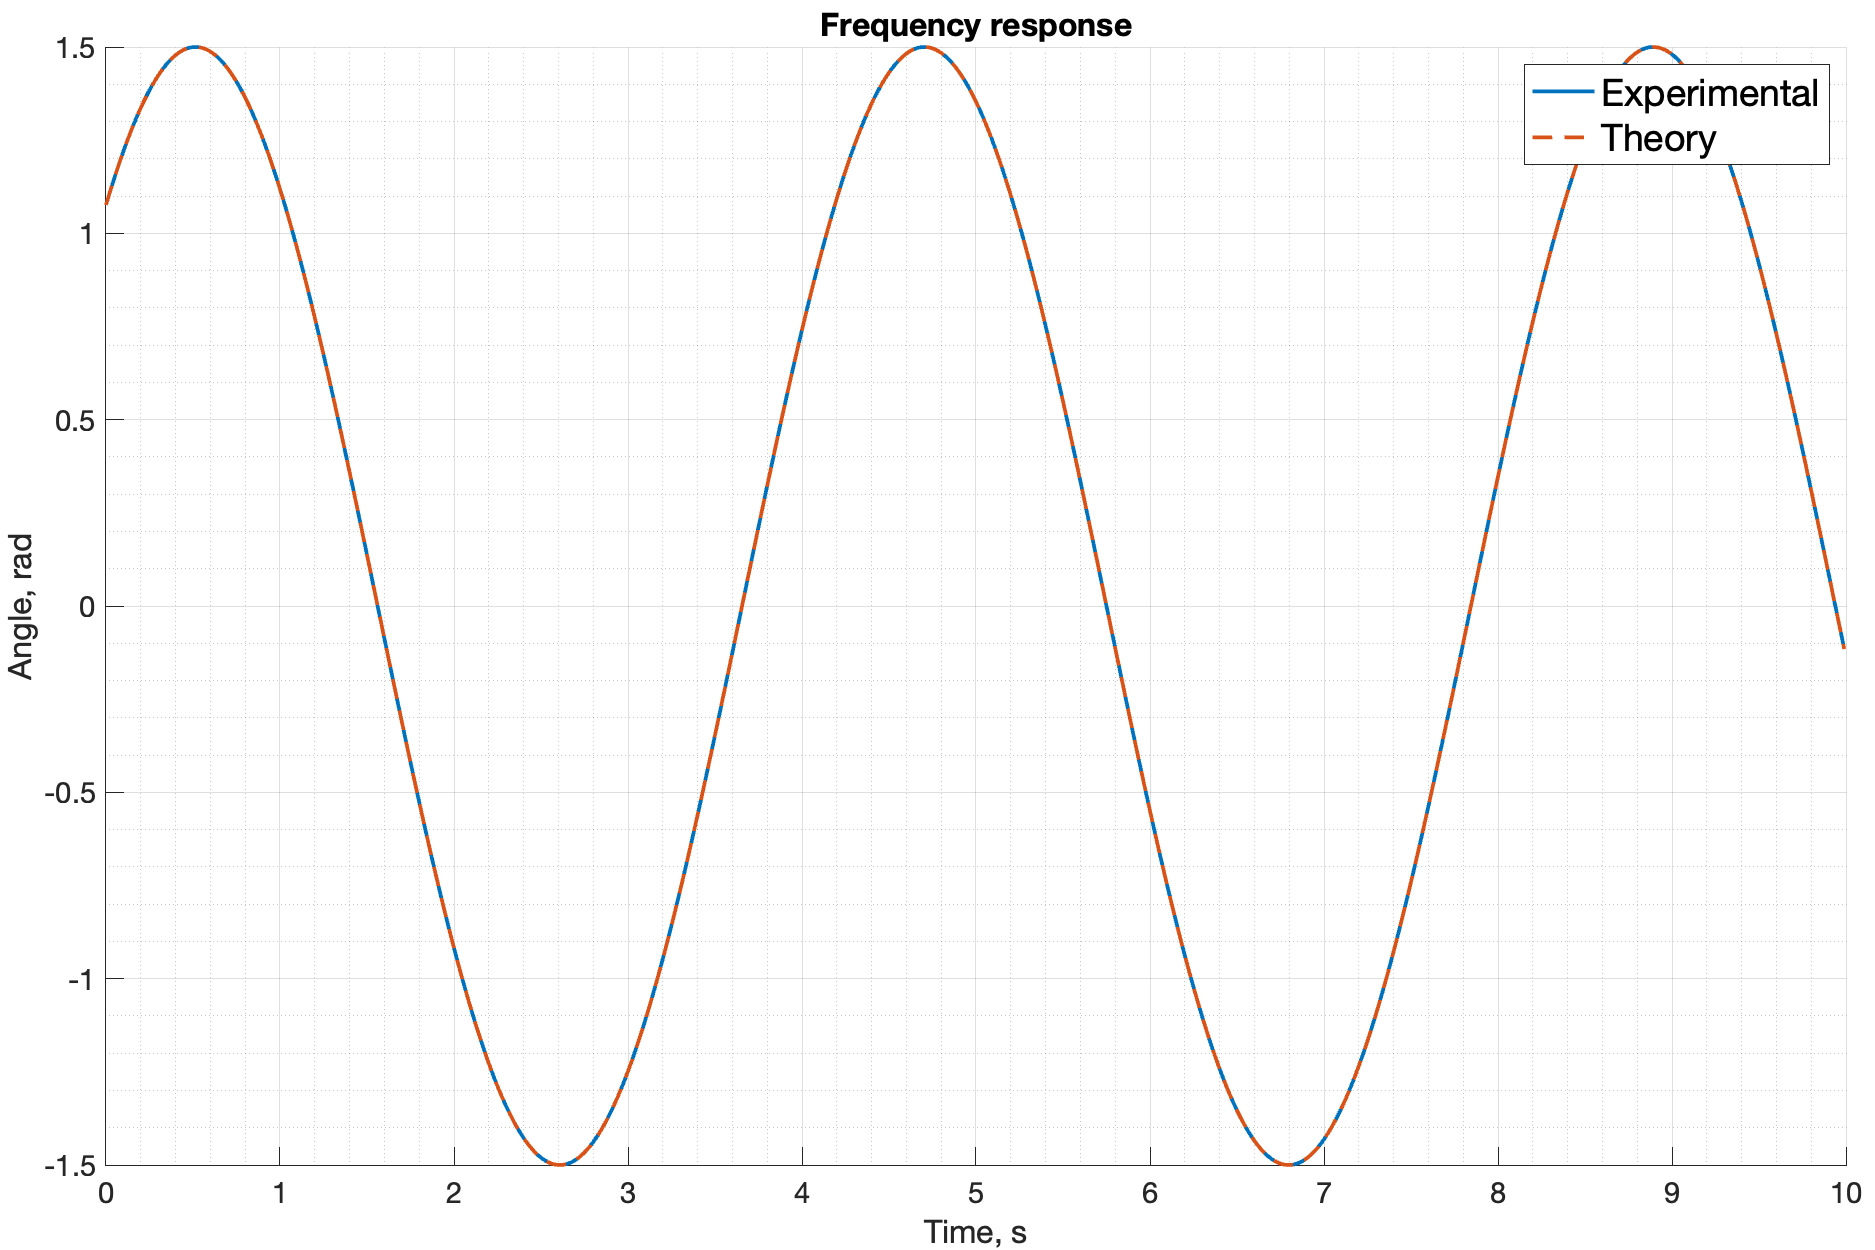 Frequency response
Experimental
Theory
1.5
1
0.5
0
-0.5
-1
-1.5
Angle, rad
0 1 2 3 4 5 6 7 8 9 10
Time, s